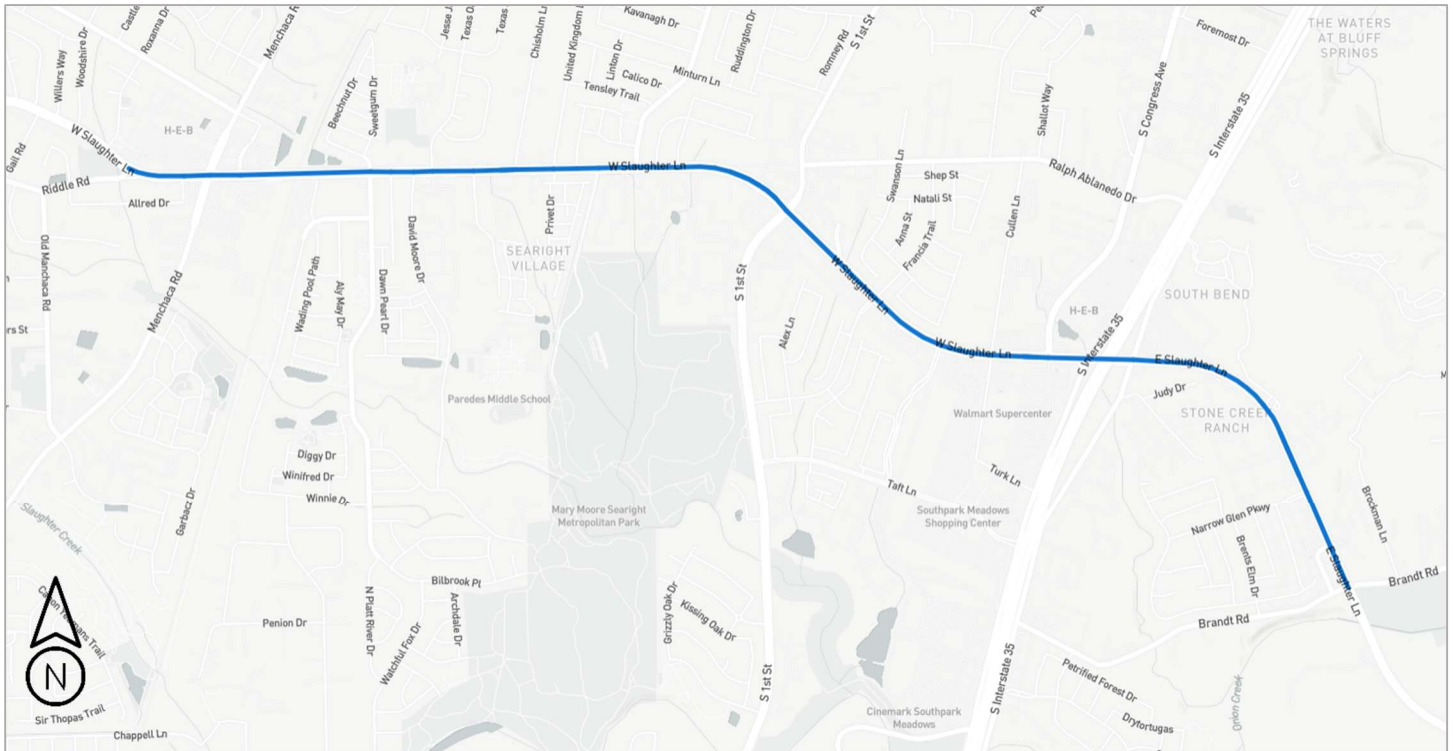 Castle
Roxanna Dr
Menchaca R
Jesse J.
Texas O.
Texas
Chisholm Ln
United Kingdom
Kavanagh Dr
Ruddington Dr
Romney Rd
S 1st St
Foremost Dr
THE WATERS
AT BLUFF
SPRINGS
Willers Way
Woodshire Dr
Linton Dr
Calico Dr
Minturn Ln
Tensley Trail
Beechnut Dr
Sweetgum Dr
Shallot Way
S Congress Ave
S Interstate 35
W Slaughter Ln
H-E-B
Gail Rd
Riddle Rd
Allred Dr
W Slaughter Ln
Swanson Ln
Shep St
Natali St
Ralph Ablanedo Dr
Privet Dr
David Moore Dr
Anna St
Francia Trail
Cullen Ln
Old Manchaca Rd
SEARIGHT
VILLAGE
Menchaca Rd
Wading Pool Path
Aly May Dr
Dawn Pearl Dr
S 1st St
W Slaughter Ln
SOUTH BEND
H-E-B
rs St
Alex Ln
W Slaughter Ln
S Interstate 35
E Slaughter Ln
Judy Dr
Paredes Middle School
Walmart Supercenter
STONE CREEK
RANCH
Diggy Dr
Winifred Dr
Winnie Dr
Turk Ln
Taft Ln
Garbacz Dr
Slaughter Creek
Mary Moore Searight
Metropolitan Park
Southpark Meadows
Shopping Center
Narrow Glen Pkwy
Brockman Ln
Brents Elm Dr
E Slaughter Ln
Brandt Rd
Bilbrook Pl
N Platt River Dr
Archdale Dr
Grizzly Oak Dr
Kissing Oak Dr
Penion Dr
Watchful Fox Dr
Brandt Rd
N
S 1st St
S Interstate 35
Petrified Forest Dr
Onion Creek
Sir Thopas Trail
Cinemark Southpark
Meadows
Drytortugas
Chappell Ln